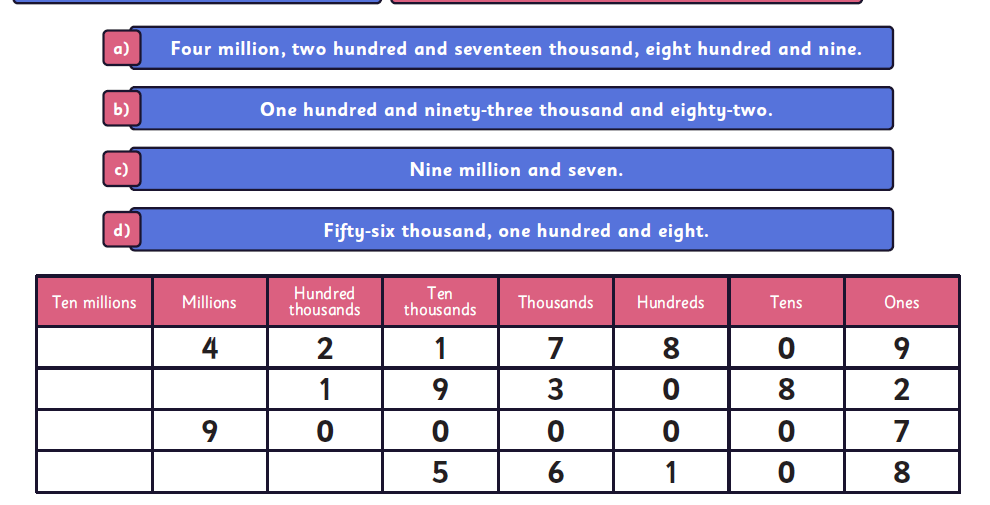 a) Four million, two hundred and seventeen thousand, eight hundred and nine.
b) One hundred and ninety-three thousand and eighty-two.
c) Nine million and seven.
d) Fifty-six thousand, one hundred and eight.
Ten millions Millions Hundred thousands Ten thousands Thousands Hundreds Tens Ones
4 2 1 7 8 0 9
1 9 3 0 8 2
9 0 0 0 0 0 7
5 6 1 0 8